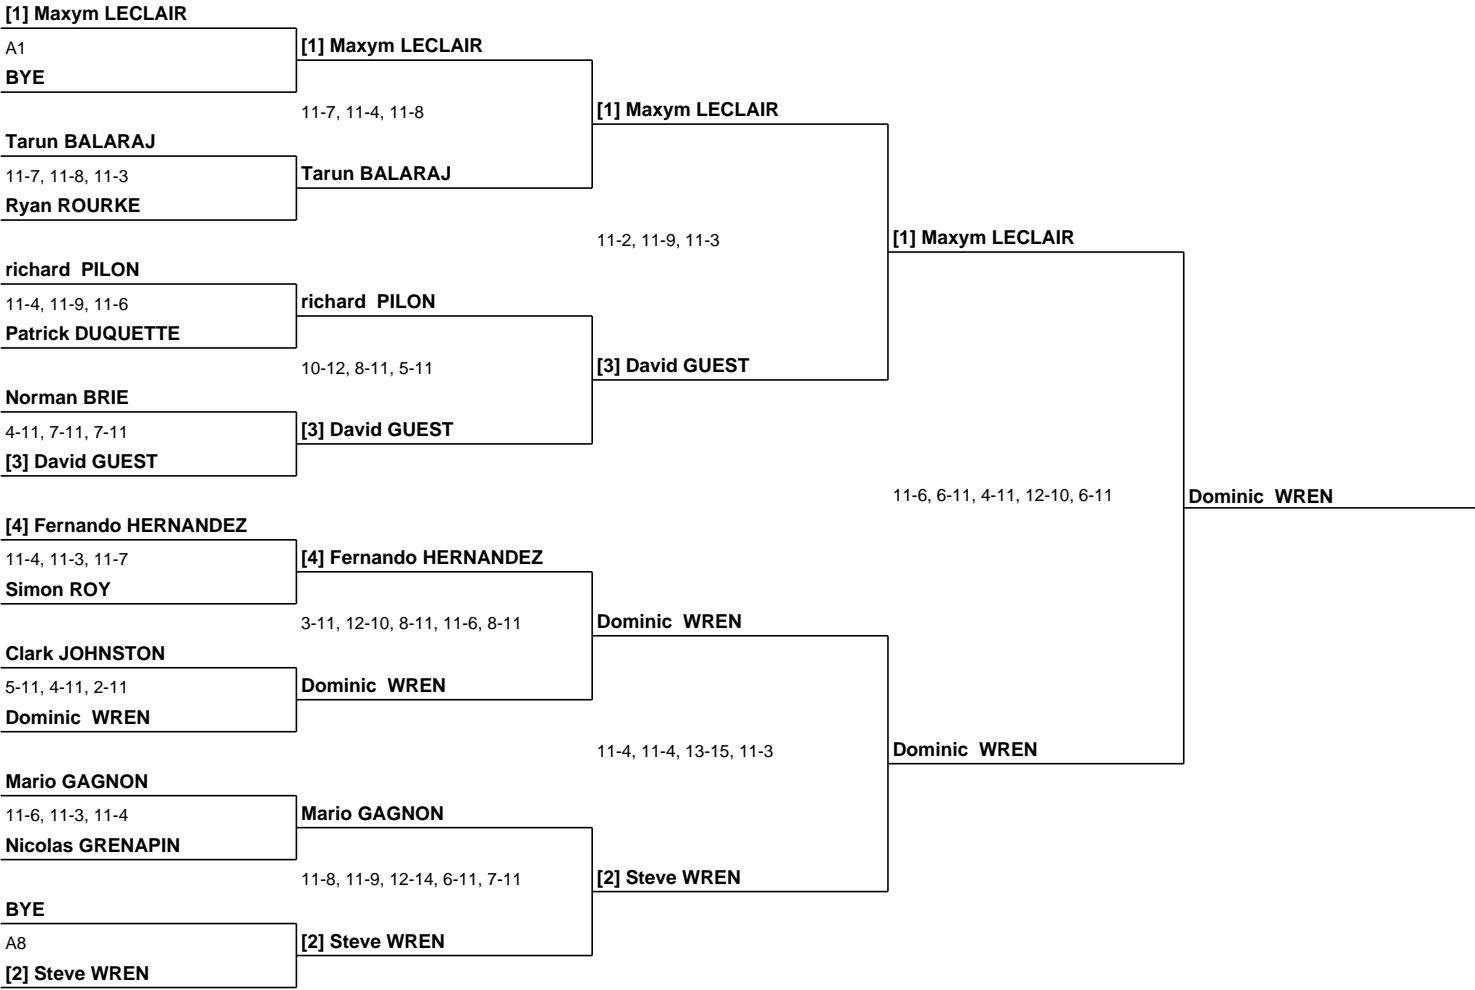 [1] Maxym LECLAIR
A1
BYE
Tarun BALARAJ
11-7, 11-8, 11-3
Ryan ROURKE
richard  PILON
11-4, 11-9, 11-6
Patrick DUQUETTE
Norman BRIE
4-11, 7-11, 7-11
[3] David GUEST
[4] Fernando HERNANDEZ
11-4, 11-3, 11-7
Simon ROY
Clark JOHNSTON
5-11, 4-11, 2-11
Dominic  WREN
Mario GAGNON
11-6, 11-3, 11-4
Nicolas GRENAPIN
BYE
A8
[2] Steve WREN
[1] Maxym LECLAIR
11-7, 11-4, 11-8
Tarun BALARAJ
richard  PILON
10-12, 8-11, 5-11
[3] David GUEST
[4] Fernando HERNANDEZ
3-11, 12-10, 8-11, 11-6, 8-11
Dominic  WREN
Mario GAGNON
11-8, 11-9, 12-14, 6-11, 7-11
[2] Steve WREN
[1] Maxym LECLAIR
11-2, 11-9, 11-3
[3] David GUEST
Dominic  WREN
11-4, 11-4, 13-15, 11-3
[2] Steve WREN
[1] Maxym LECLAIR
11-6, 6-11, 4-11, 12-10, 6-11
Dominic  WREN
Dominic  WREN